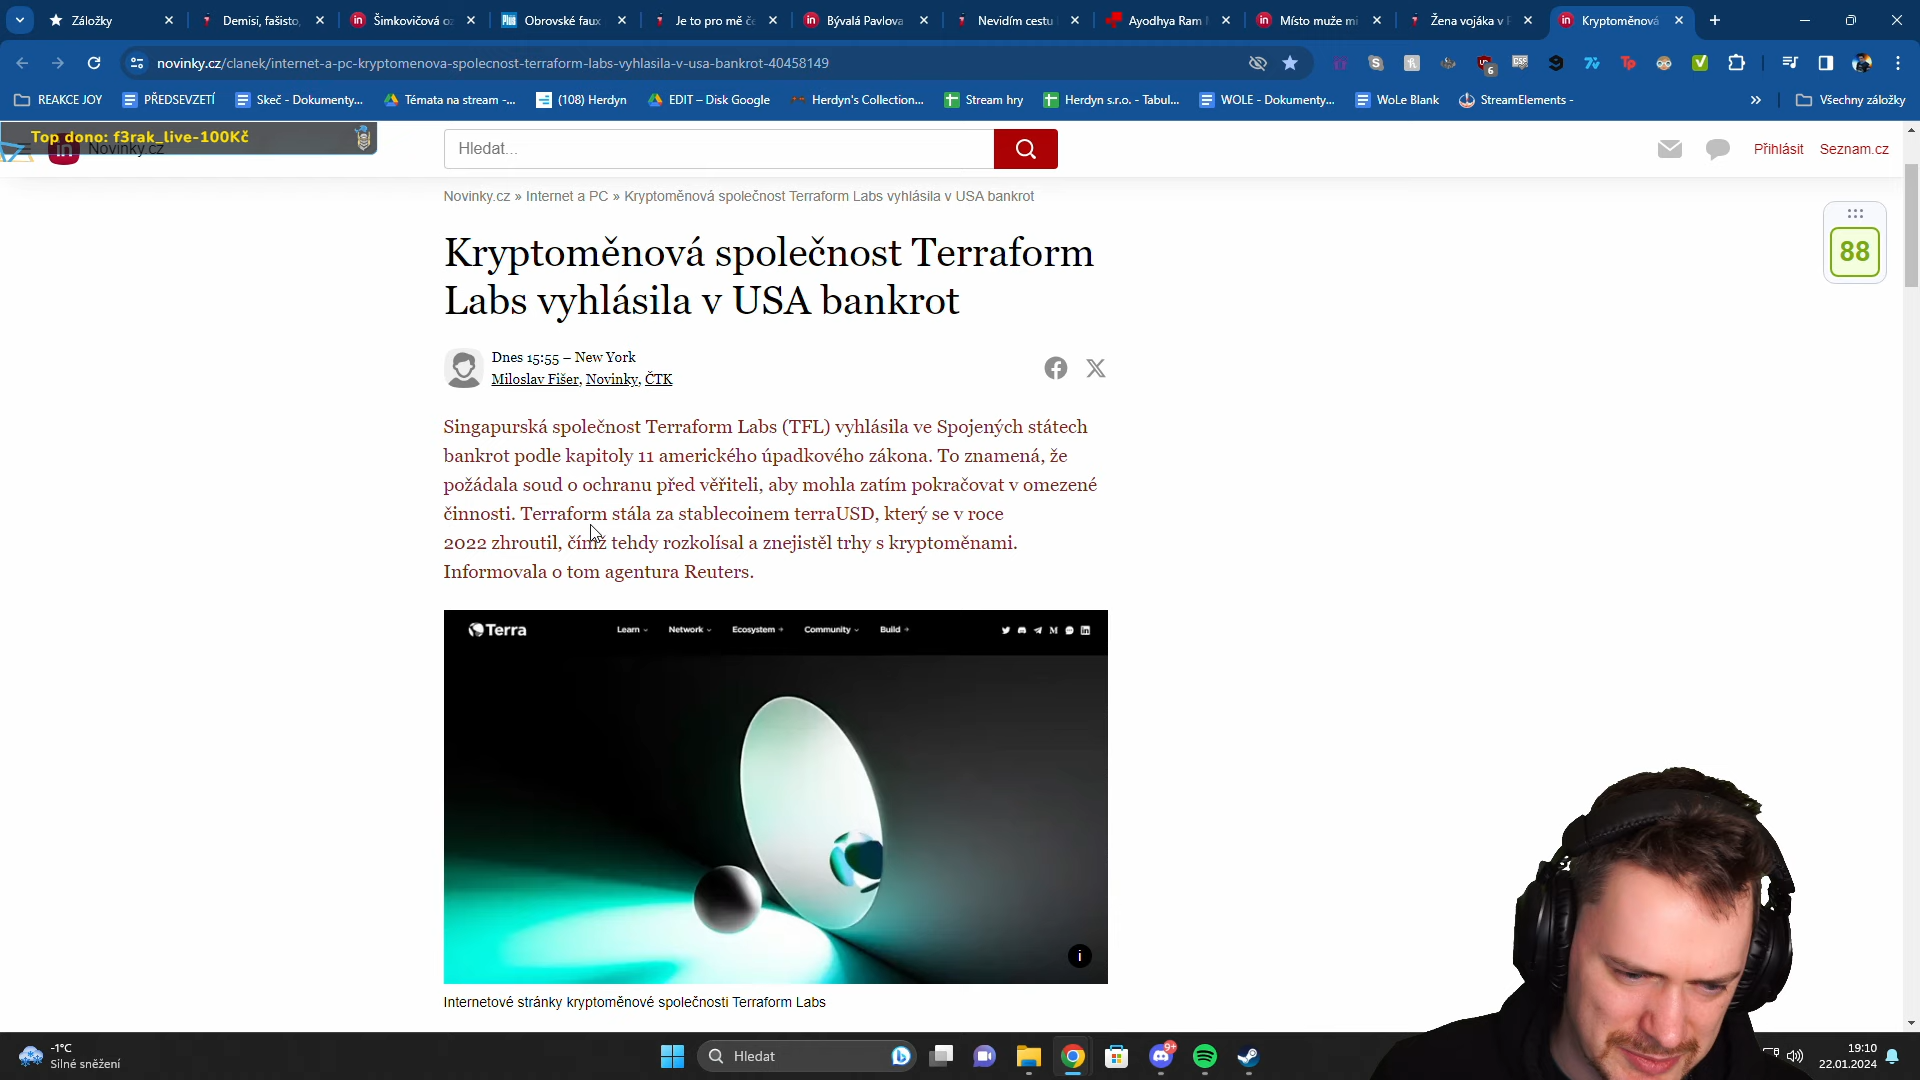 Záložky
Demisi, fašisto,
Šimkovičová oz
Obrovské faux
Je to pro mě če
Bývalá Pavlova
Nevidím cestu
Ayodhya Ram M
Místo muže mi
Žena vojáka v P
Kryptoměnová
novinky.cz/clanek/internet-a-pc-kryptomenova-spolecnost-terraform-labs-vyhlasila-v-usa-bankrot-40458149
6
REAKCE JOY
PŘEDSEVZETÍ
Skeč - Dokumenty...
Témata na stream -...
(108) Herdyn
EDIT – Disk Google
Herdyn's Collection...
Stream hry
Herdyn s.r.o. - Tabul...
WOLE - Dokumenty...
WoLe Blank
StreamElements -
Všechny záložky
Top dono: f3rak_live-100Kč
Novinky.cz
Hledat...
Přihlásit
Seznam.cz
Novinky.cz » Internet a PC » Kryptoměnová společnost Terraform Labs vyhlásila v USA bankrot
88
Kryptoměnová společnost Terraform
Labs vyhlásila v USA bankrot
Dnes 15:55 – New York
Miloslav Fišer, Novinky, ČTK
Singapurská společnost Terraform Labs (TFL) vyhlásila ve Spojených státech
bankrot podle kapitoly 11 amerického úpadkového zákona. To znamená, že
požádala soud o ochranu před věřiteli, aby mohla zatím pokračovat v omezené
činnosti. Terraform stála za stablecoinem terraUSD, který se v roce
2022 zhroutil, čímž tehdy rozkolísal a znejistěl trhy s kryptoměnami.
Informovala o tom agentura Reuters.
Terra
Learn
Network
Ecosystem
Community
Build
Internetové stránky kryptoměnové společnosti Terraform Labs
-1°C
Silné sněžení
Hledat
9+
19:10
22.01.2024